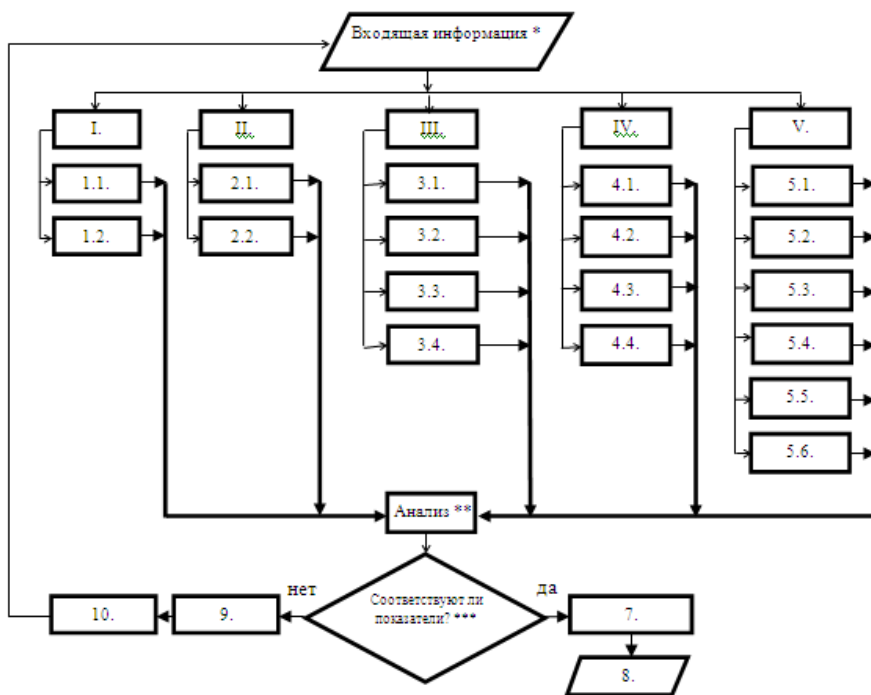 Входящая информация *
I.
II.
III.
IV.
V.
1.1.
2.1.
3.1.
4.1.
5.1.
1.2.
2.2.
3.2.
4.2.
5.2.
3.3.
4.3.
5.3.
3.4.
4.4.
5.4.
5.5.
5.6.
Анализ **
нет
да
Соответствуют ли
показатели? ***
10.
9.
7.
8.